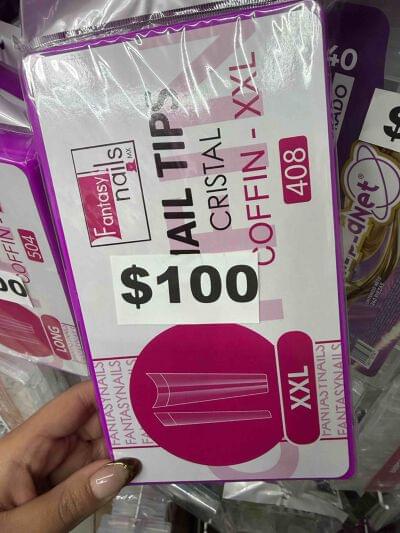 Fantasy
nails
MX
NAIL TIPS
CRISTAL
COFFIN - XXL
408
$100
XXL
FANTASYNAILS
FANTASYNAILS
FANTASYNAILS
FANTASYNAILS
COFFIN -
504
LONG
40
$